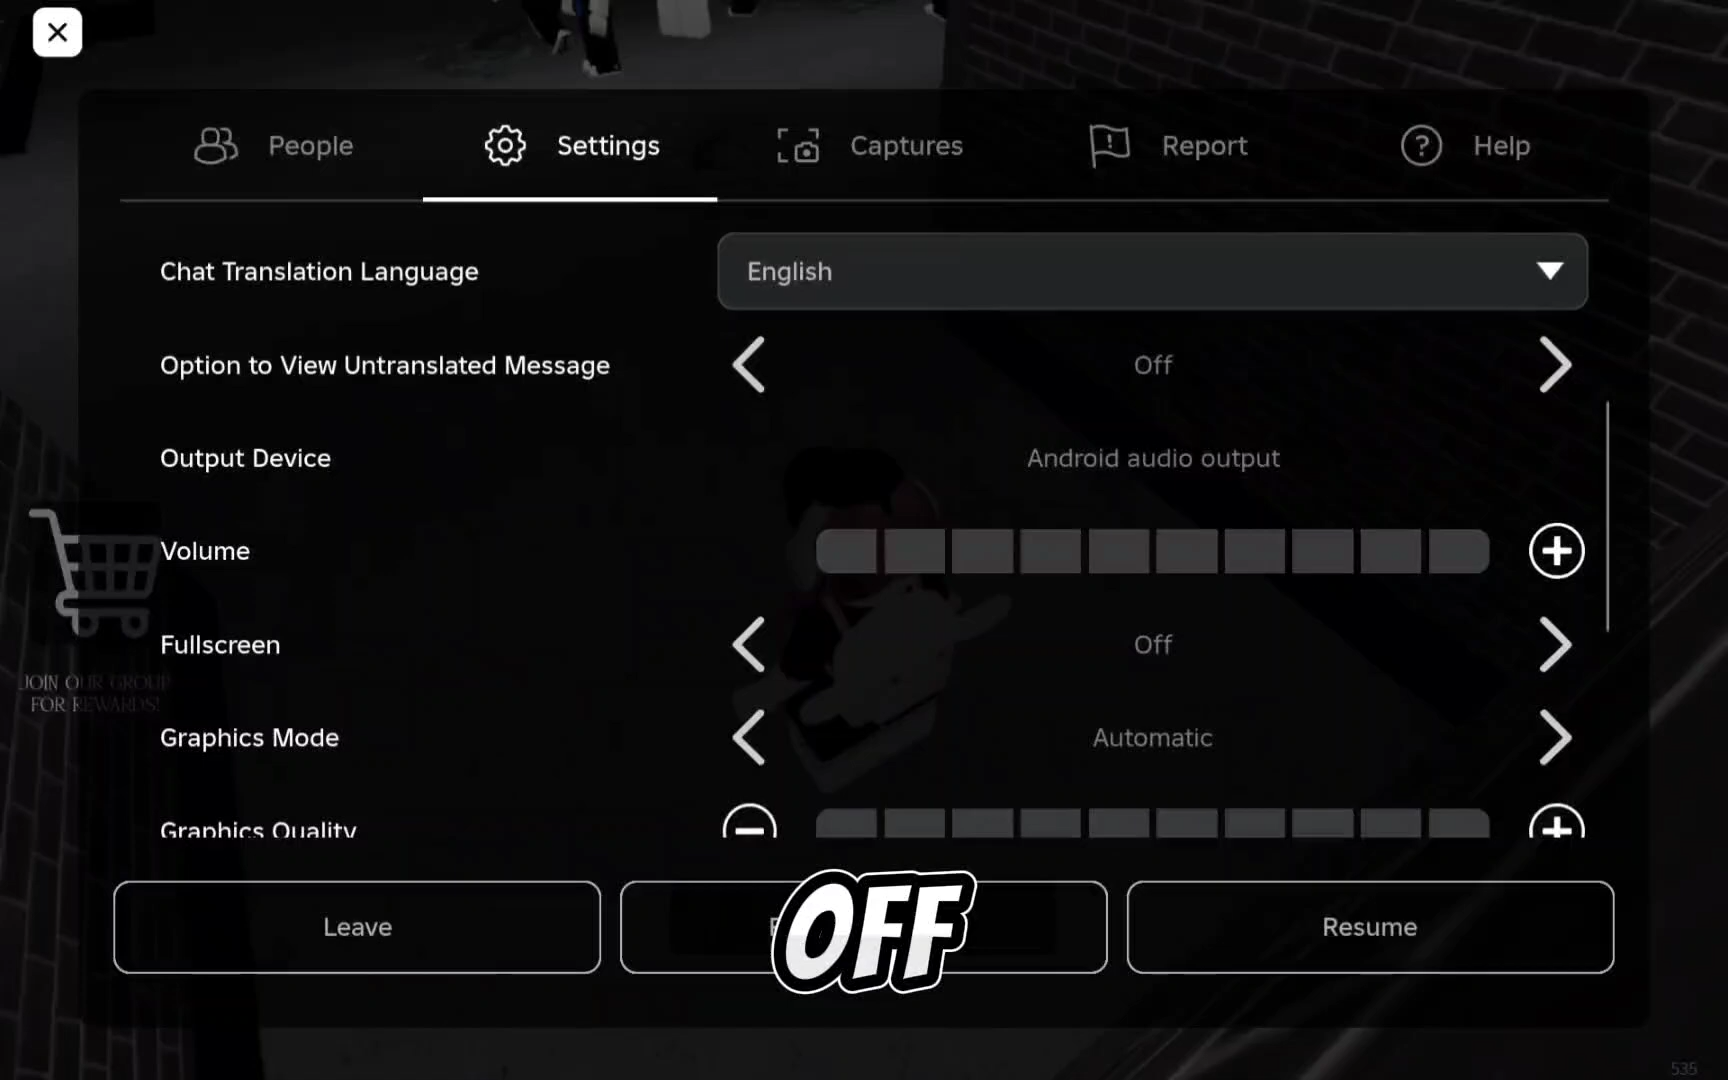 People
Settings
Captures
Report
Help
Chat Translation Language
English
Option to View Untranslated Message
Off
Output Device
Android audio output
Volume
Fullscreen
Off
JOIN OUR GROUP
FOR REWARDS!
Graphics Mode
Automatic
Graphics Quality
Leave
OFF
Resume
535